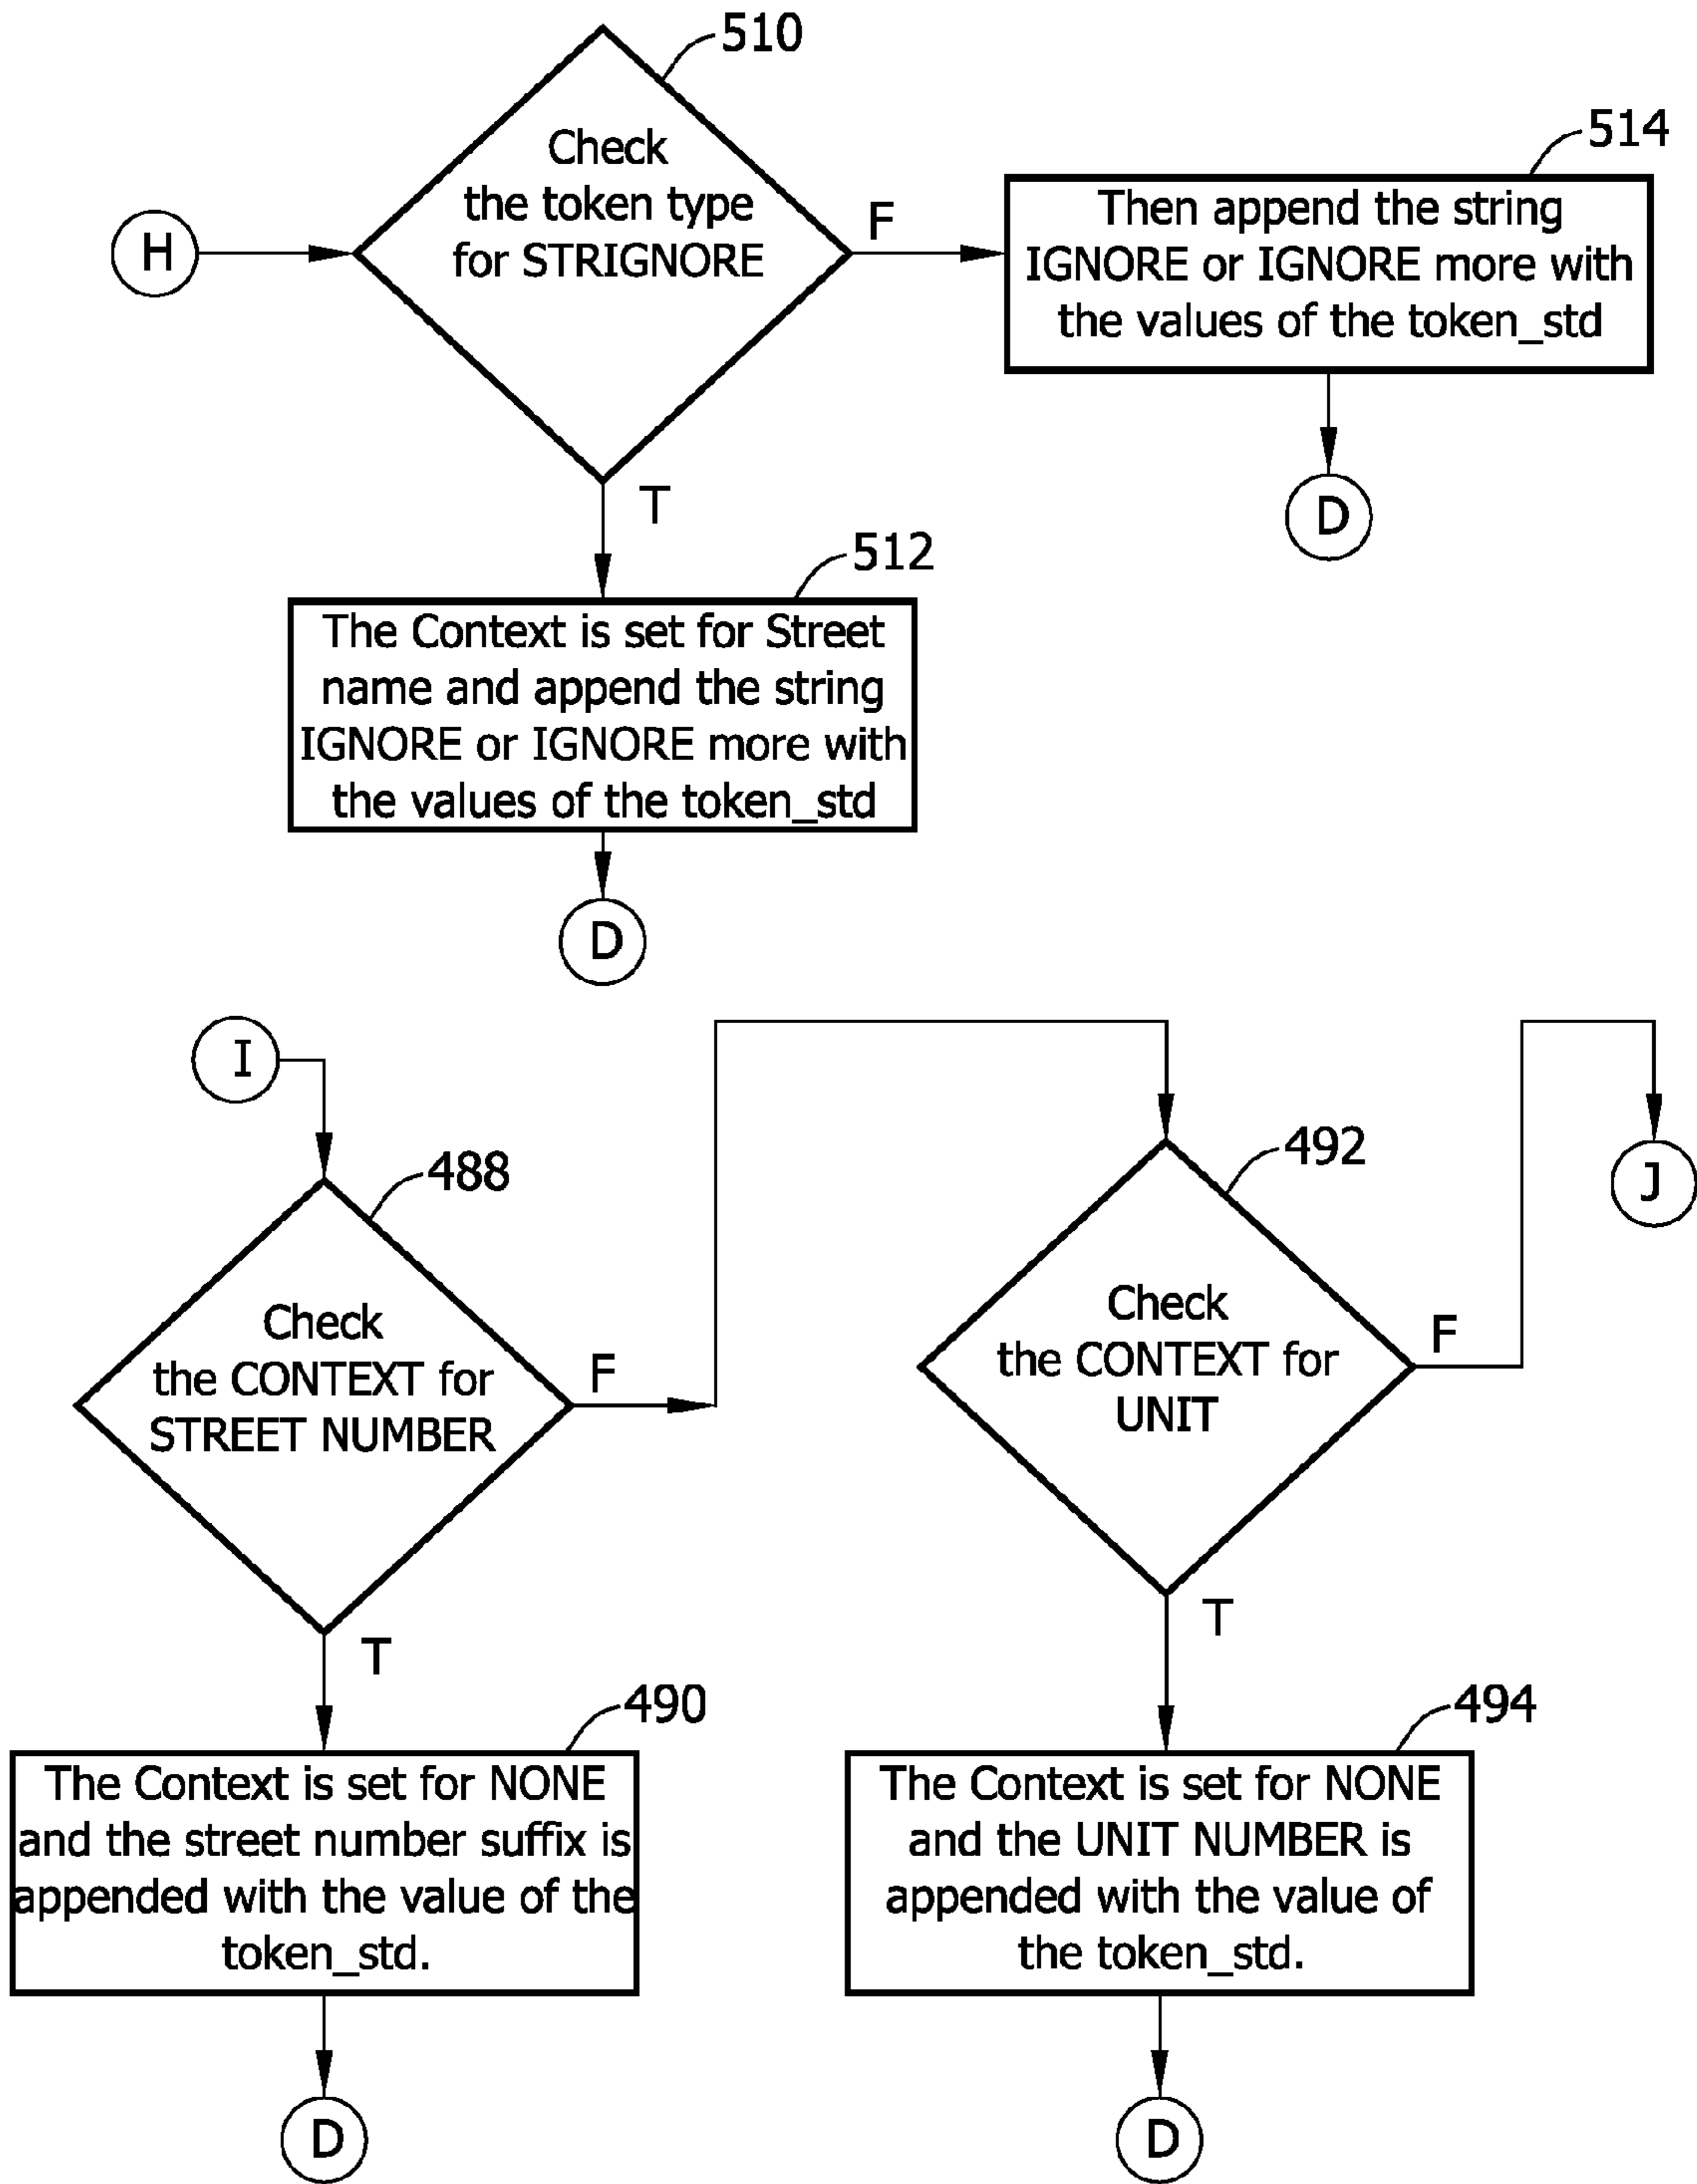 510
Check
the token type
for STRIGNORE
H
F
514
Then append the string
IGNORE or IGNORE more with
the values of the token_std
D
T
512
The Context is set for Street
name and append the string
IGNORE or IGNORE more with
the values of the token_std
D
I
488
Check
the CONTEXT for
STREET NUMBER
F
492
Check
the CONTEXT for
UNIT
F
J
T
490
The Context is set for NONE
and the street number suffix is
appended with the value of the
token_std.
D
T
494
The Context is set for NONE
and the UNIT NUMBER is
appended with the value of
the token_std.
D